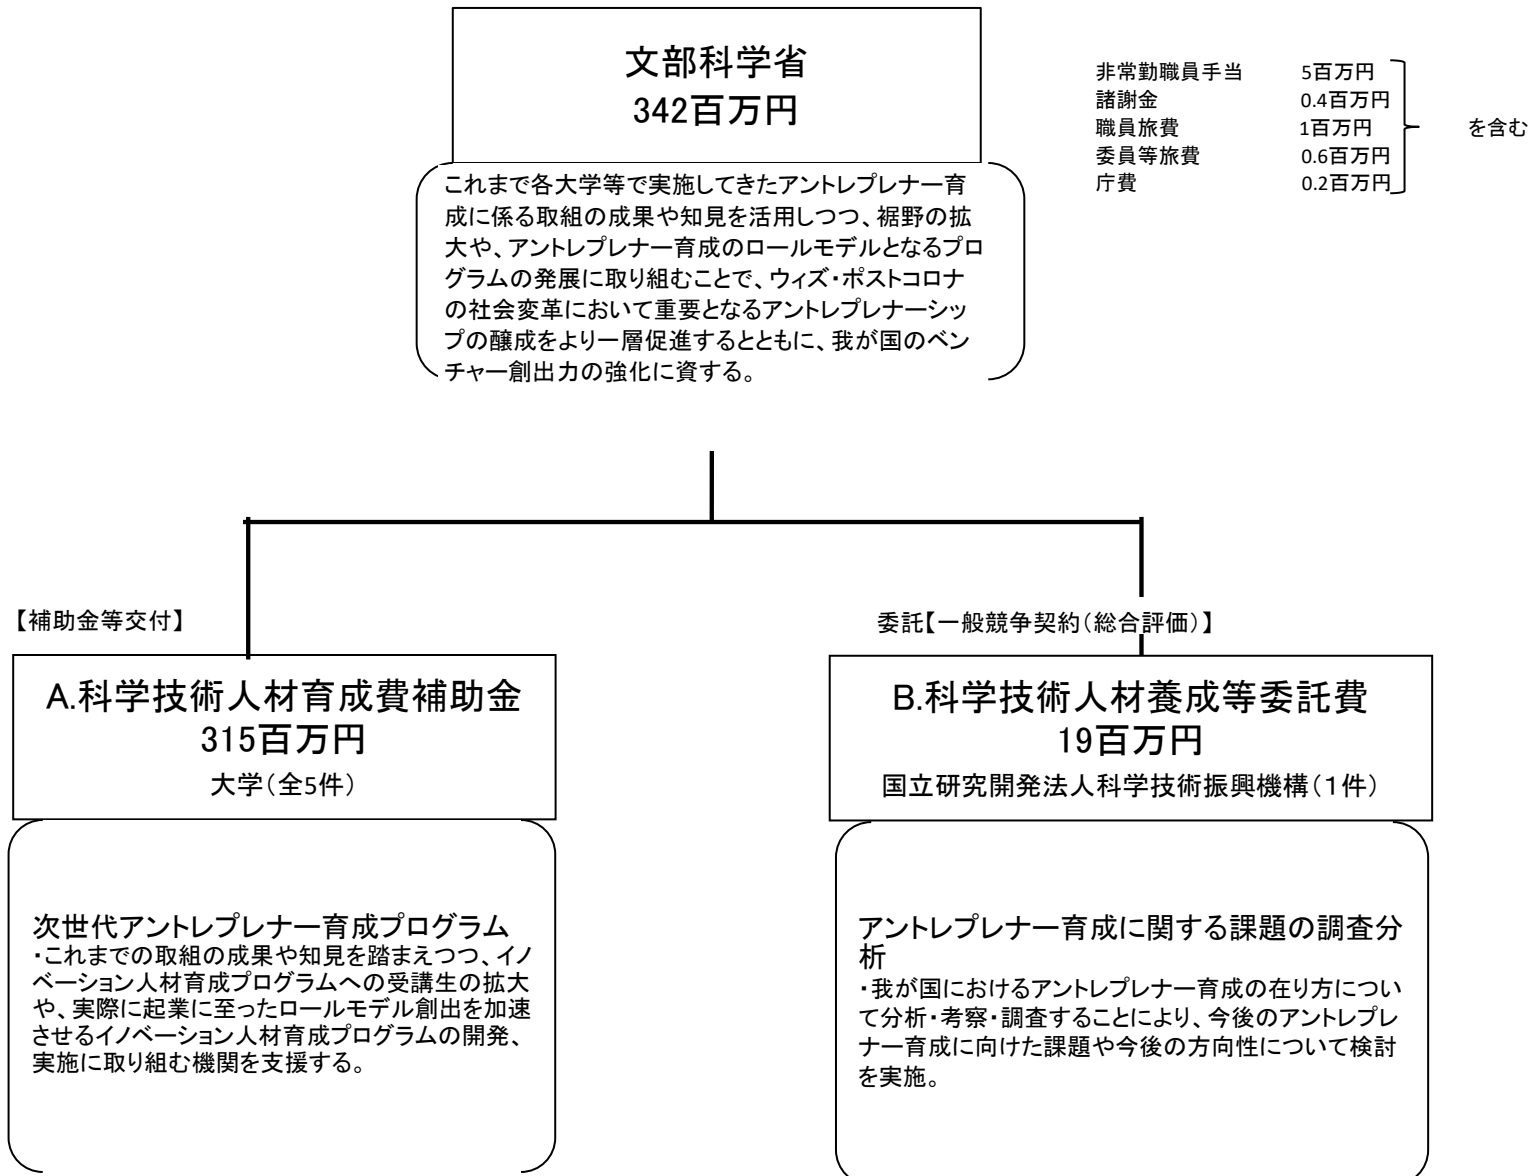 文部科学省
342百万円
非常勤職員手当 5百万円
諸謝金 0.4百万円
職員旅費 1百万円 を含む
委員等旅費 0.6百万円
庁費 0.2百万円
これまで各大学等で実施してきたアントレプレナー育
成に係る取組の成果や知見を活用しつつ、裾野の拡
大や、アントレプレナー育成のロールモデルとなるプロ
グラムの発展に取り組むことで、ウィズ・ポストコロナ
の社会変革において重要となるアントレプレナーシッ
プの醸成をより一層促進するとともに、我が国のベン
チャー創出力の強化に資する。
【補助金等交付】
A.科学技術人材育成費補助金
315百万円
大学(全5件)
次世代アントレプレナー育成プログラム
・これまでの取組の成果や知見を踏まえつつ、イノ
ベーション人材育成プログラムへの受講生の拡大
や、実際に起業に至ったロールモデル創出を加速
させるイノベーション人材育成プログラムの開発、
実施に取り組む機関を支援する。
委託【一般競争契約(総合評価)】
B.科学技術人材養成等委託費
19百万円
国立研究開発法人科学技術振興機構(1件)
アントレプレナー育成に関する課題の調査分
析
・我が国におけるアントレプレナー育成の在り方につい
て分析・考察・調査することにより、今後のアントレプレ
ナー育成に向けた課題や今後の方向性について検討
を実施。